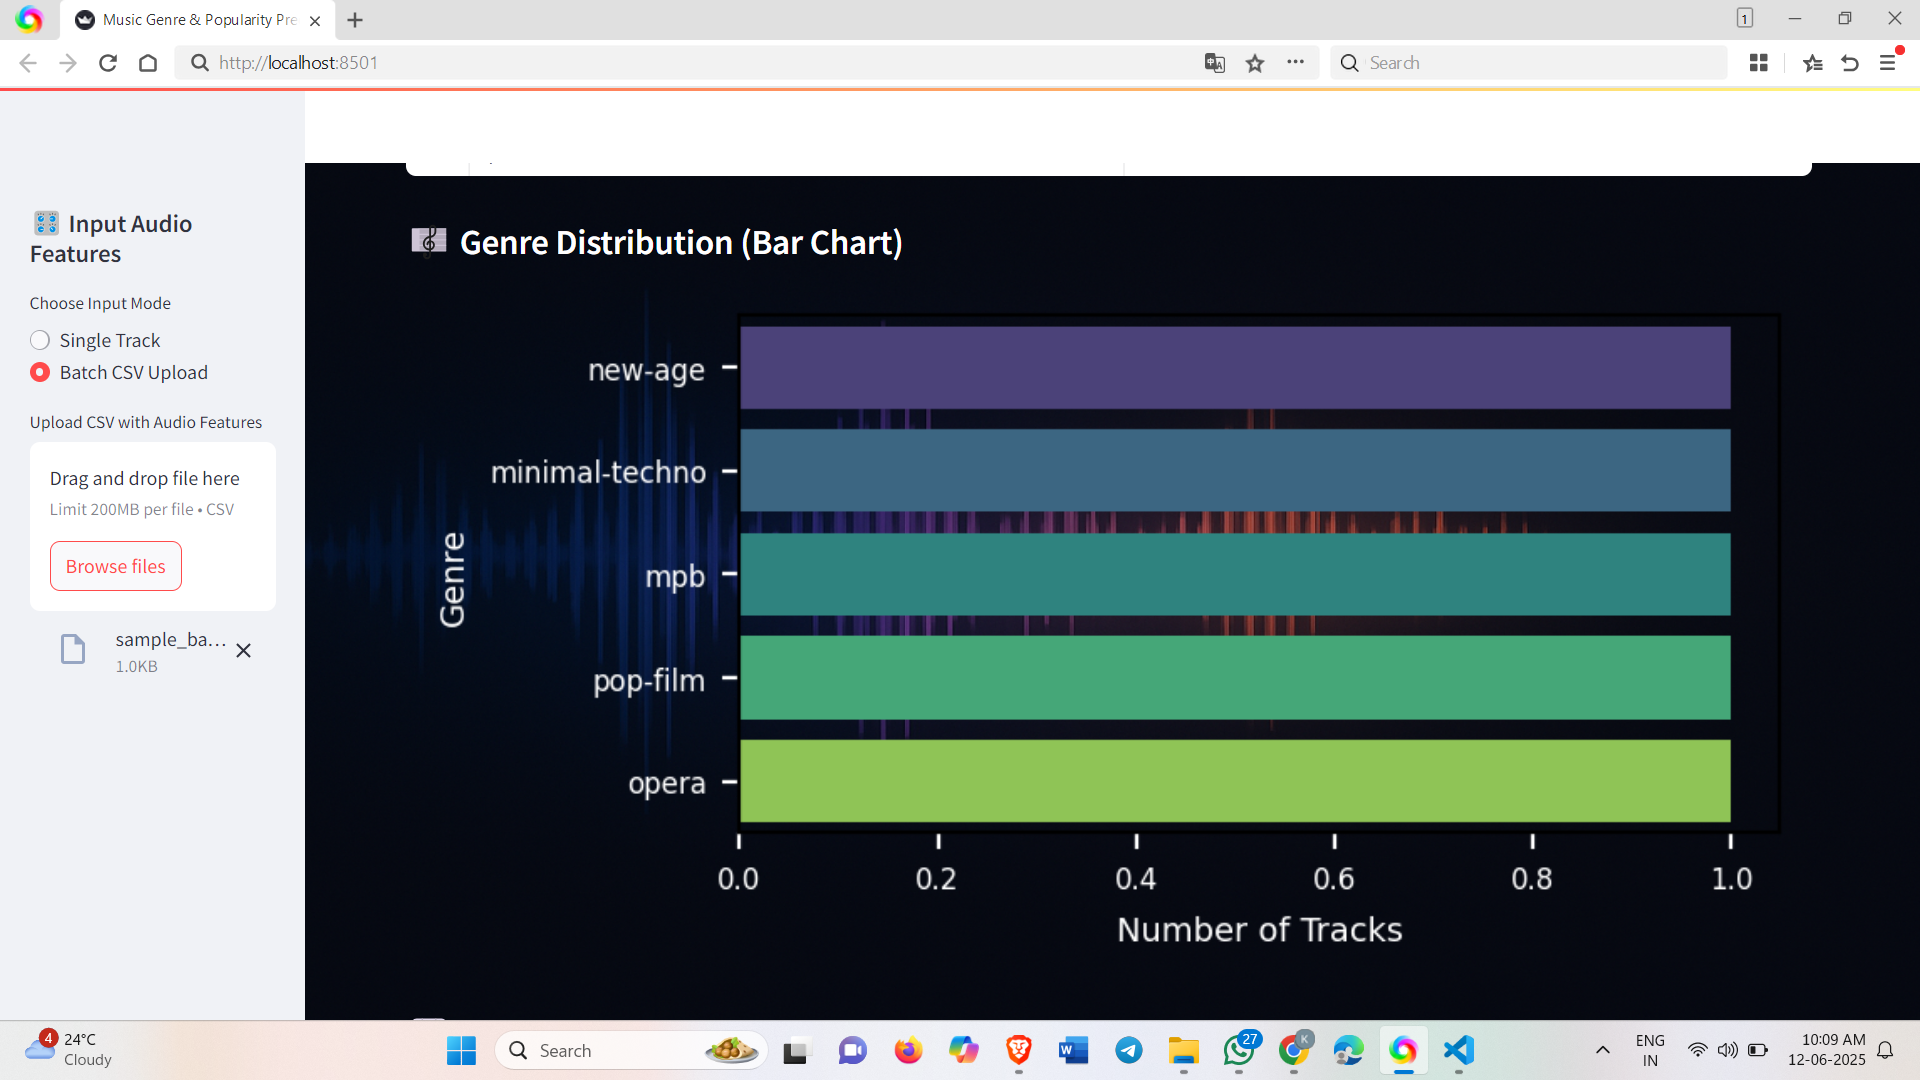 Music Genre & Popularity Pre
1
http://localhost:8501
Search
Input Audio
Features
Choose Input Mode
Single Track
Batch CSV Upload
Upload CSV with Audio Features
Drag and drop file here
Limit 200MB per file • CSV
Browse files
sample_ba...
1.0KB
Genre Distribution (Bar Chart)
Genre
new-age
minimal-techno
mpb
pop-film
opera
0.0 0.2 0.4 0.6 0.8 1.0
Number of Tracks
4
24°C
Cloudy
Search
W
27
K
ENG
IN
10:09 AM
12-06-2025